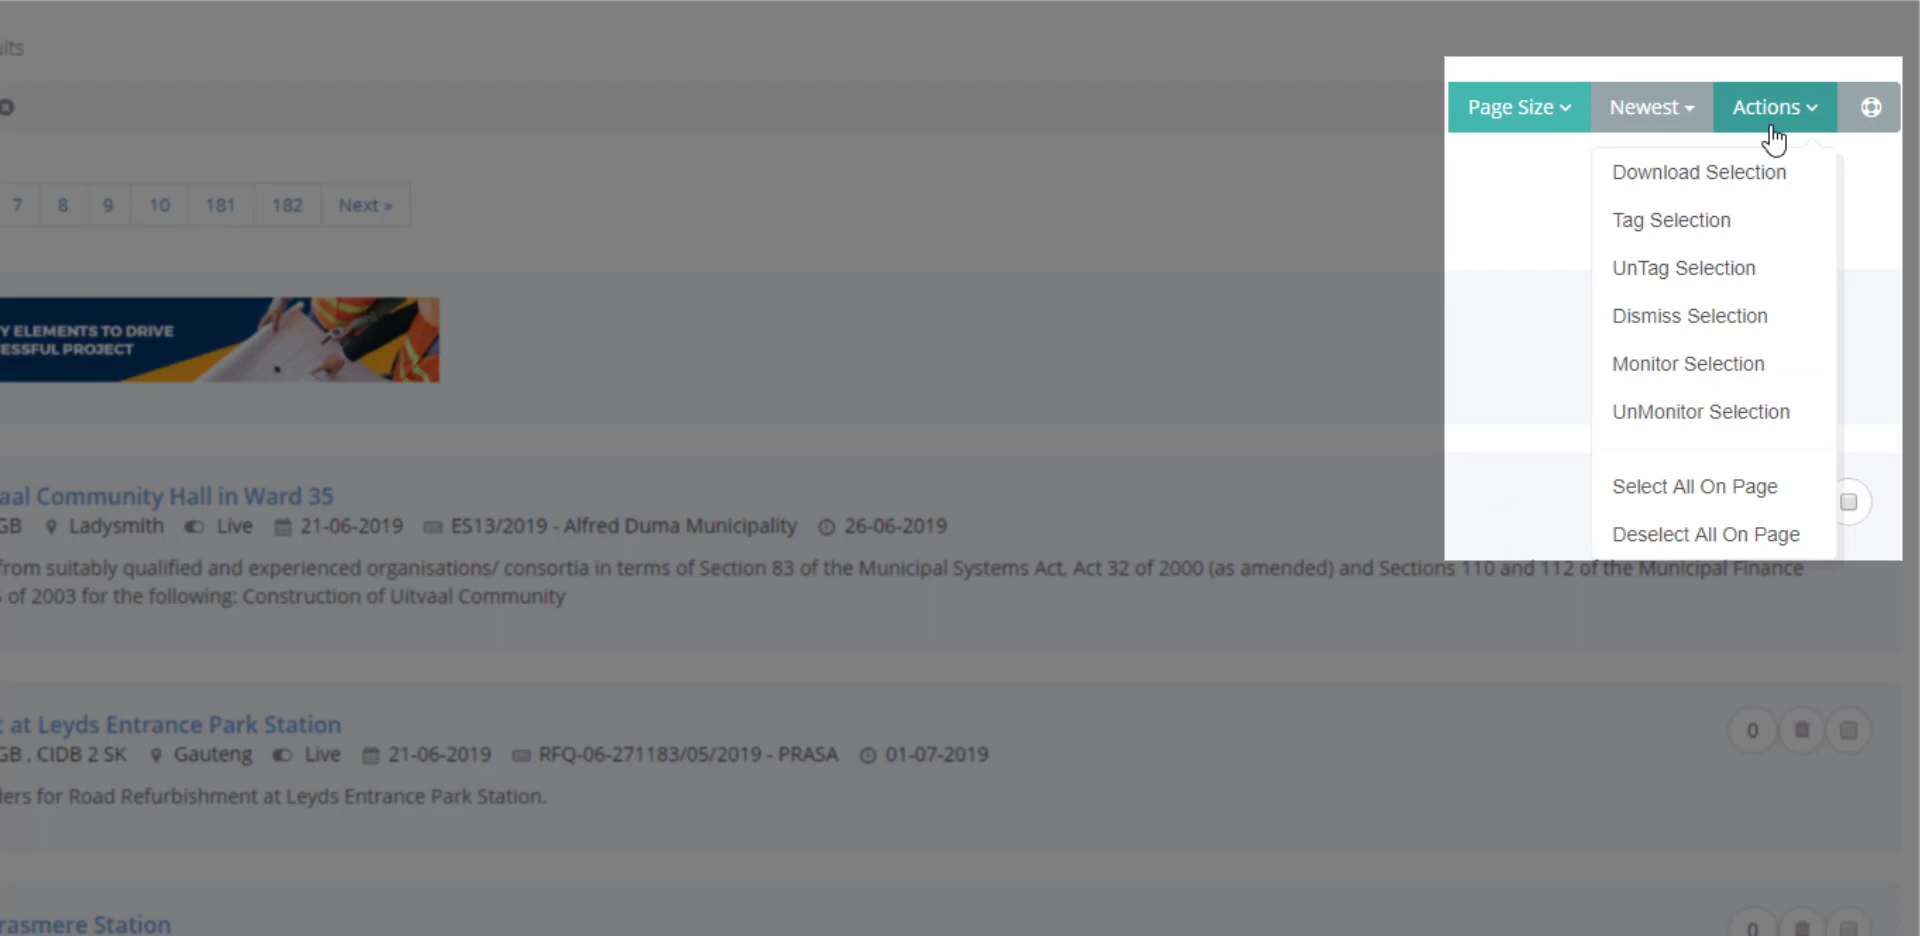 Page Size Newest Actions
7 8 9 10 181 182 Next »
Download Selection
Tag Selection
UnTag Selection
Dismiss Selection
Monitor Selection
UnMonitor Selection
Select All On Page
Deselect All On Page
ELEMENTS TO DRIVE
PROJECT
Community Hall in Ward 35
GB Ladysmith Live 21-06-2019 ES13/2019 - Alfred Duma Municipality 26-06-2019
from suitably qualified and experienced organisations/ consortia in terms of Section 83 of the Municipal Systems Act, Act 32 of 2000 (as amended) and Sections 110 and 112 of the Municipal Finance
of 2003 for the following: Construction of Uitvaal Community
at Leyds Entrance Park Station
0
GB , CIDB 2 SK Gauteng Live 21-06-2019 RFQ-06-271183/05/2019 - PRASA 01-07-2019
for Road Refurbishment at Leyds Entrance Park Station.
rasmere Station
0